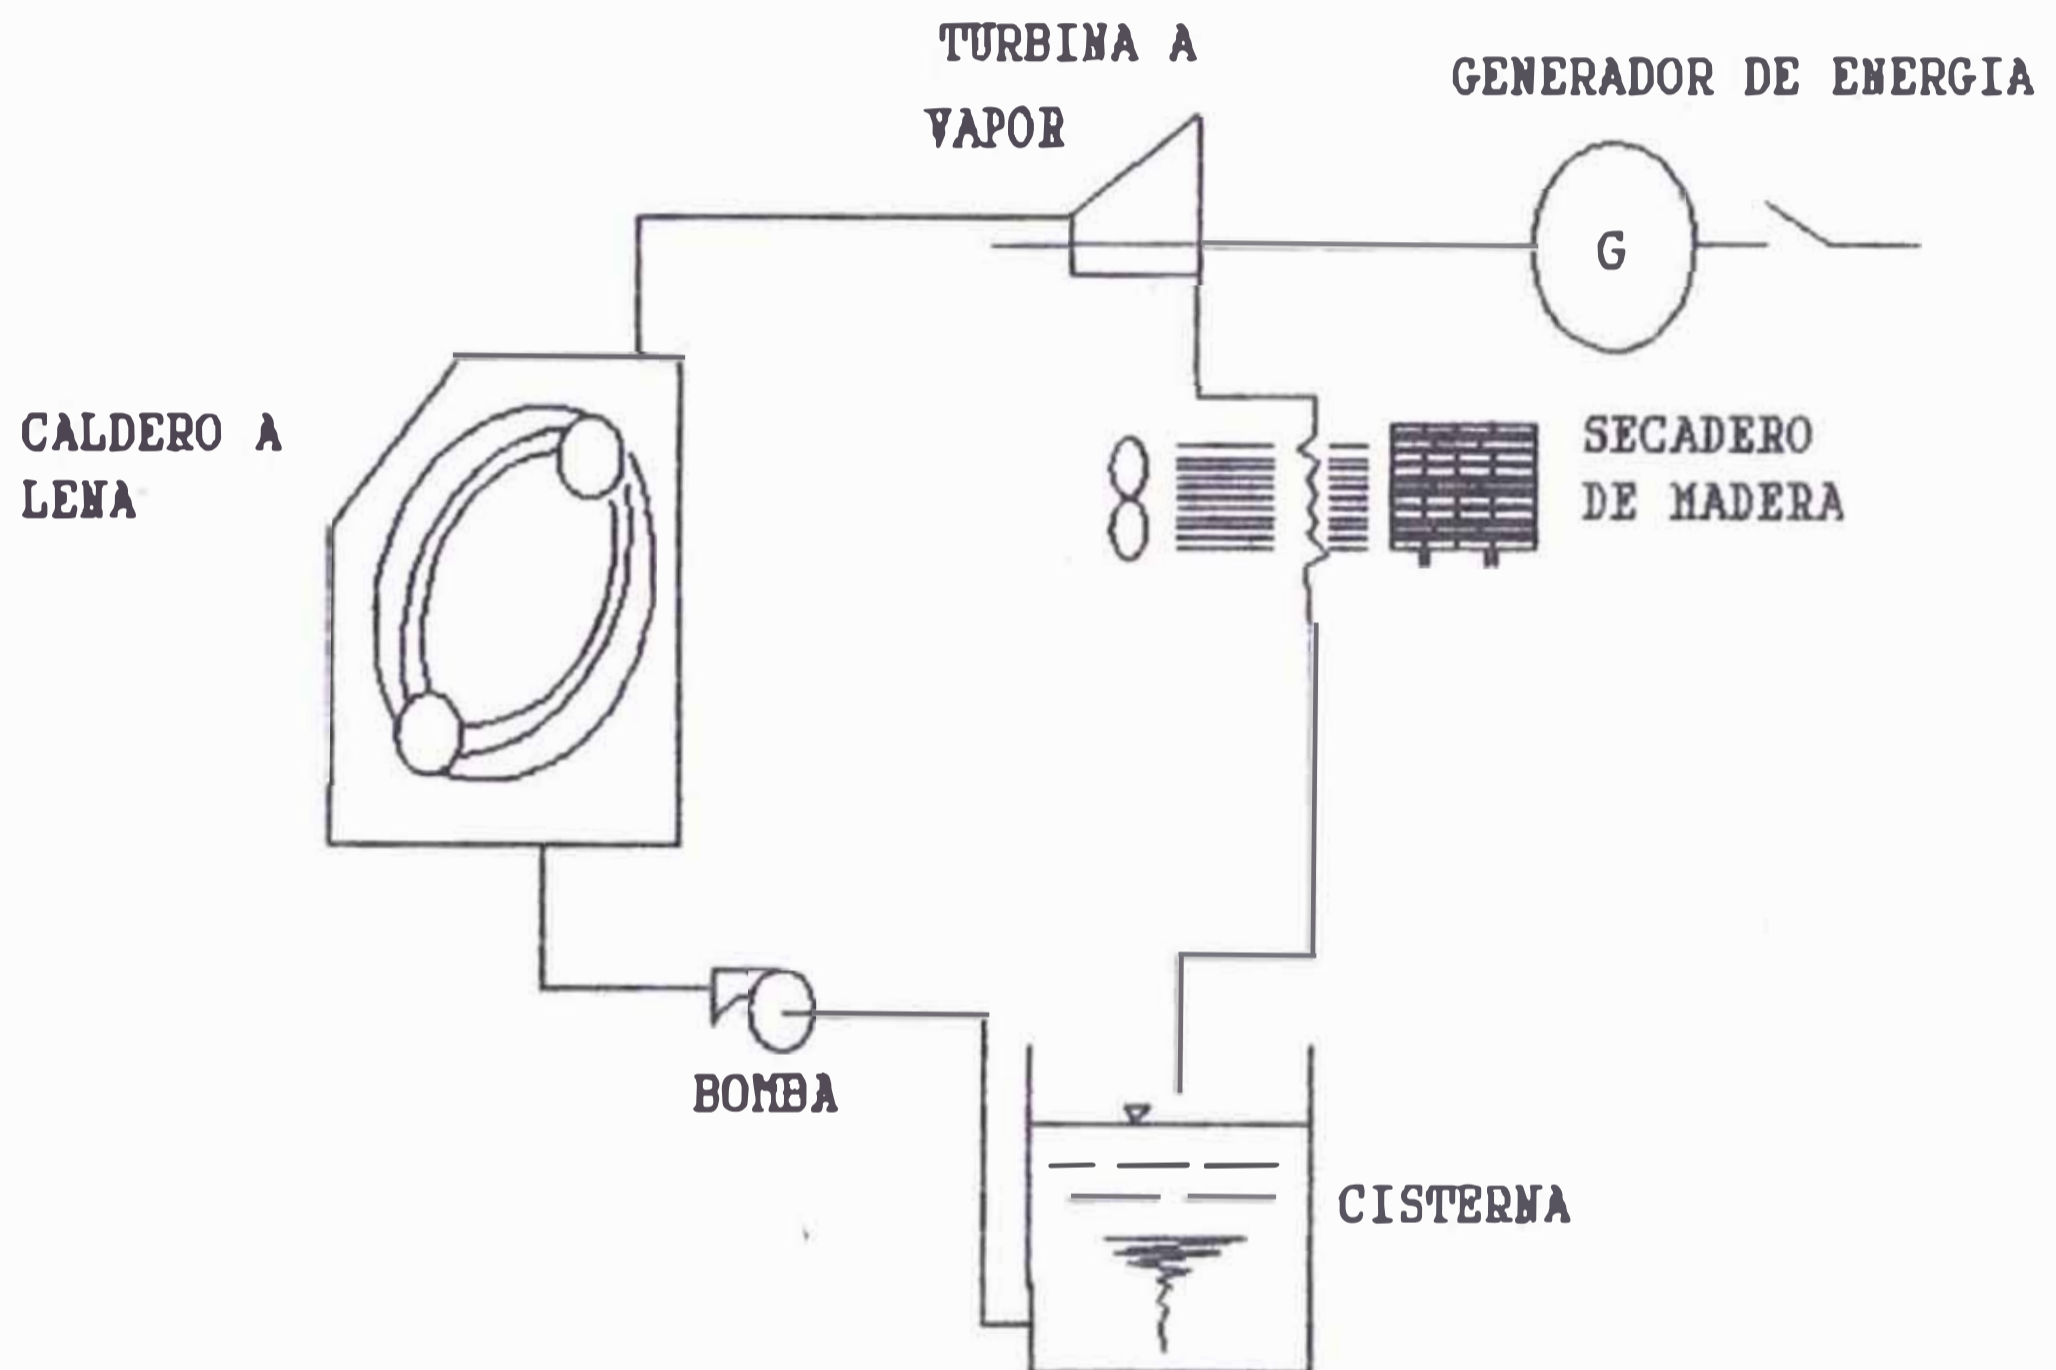 TURBINA A
VAPOR
GENERADOR DE ENERGIA
G
CALDERO A
LENA
SECADERO
DE MADERA
BOMBA
CISTERNA